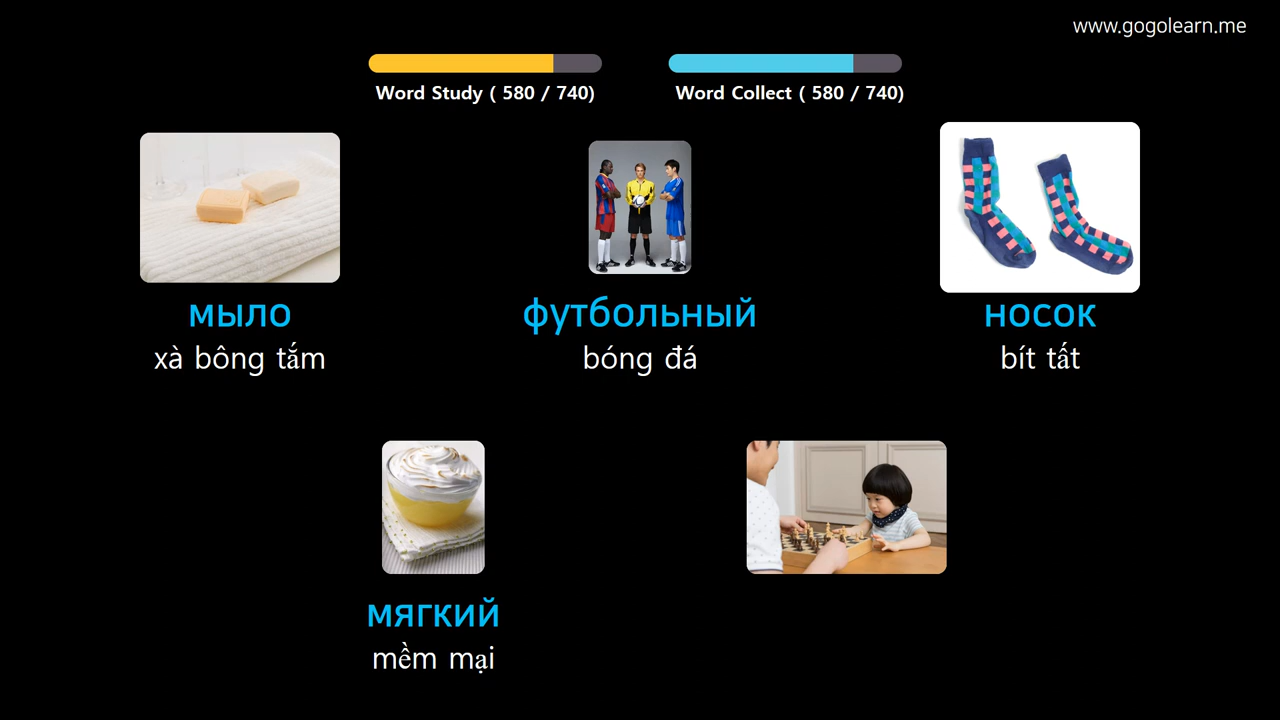 www.gogolearn.me
Word Study ( 580 / 740)
Word Collect ( 580 / 740)
мыло
xà bông tắm
футбольный
bóng đá
носок
bít tất
мягкий
mềm mại